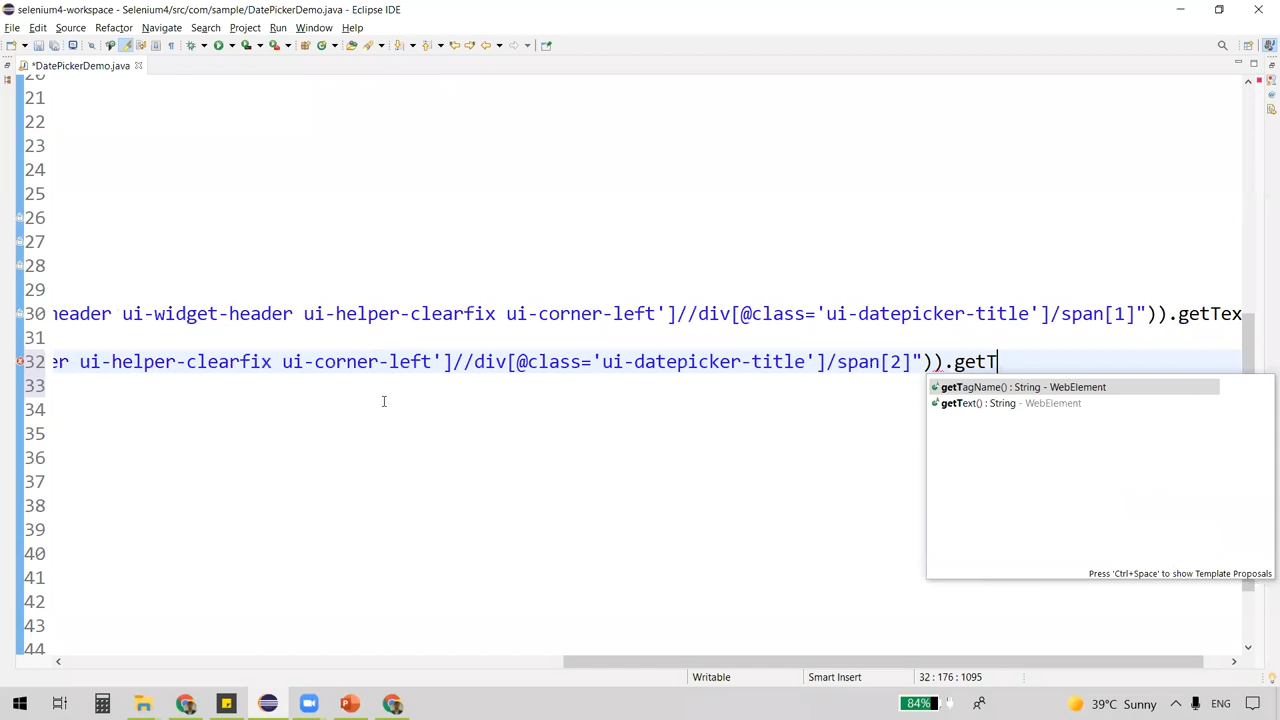 selenium4-workspace - Selenium4/src/com/sample/DatePickerDemo.java - Eclipse IDE
File Edit Source Refactor Navigate Search Project Run Window Help
*DatePickerDemo.java
20
21
22
23
24
25
26
27
28
29
30 header ui-widget-header ui-helper-clearfix ui-corner-left']//div[@class='ui-datepicker-title']/span[1]")).getTex
31
32 er ui-helper-clearfix ui-corner-left']//div[@class='ui-datepicker-title']/span[2]")).getT
33
getTagName() : String - WebElement
getText() : String - WebElement
34
35
36
37
38
39
40
41
Press 'Ctrl+Space' to show Template Proposals
42
43
44
Writable Smart Insert 32 : 176 : 1095
84% 39°C Sunny ENG